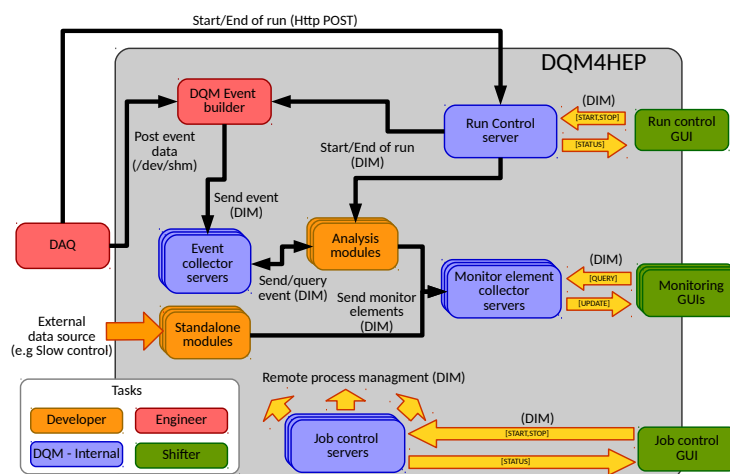 Start/End of run (Http POST)
DQM4HEP
DQM Event
builder
(DIM)
[START,STOP]
Run Control
server
Run control
GUI
[STATUS]
Post event
data
(/dev/shm)
Start/End of run
(DIM)
Send event
(DIM)
DAQ
Event
collector
servers
Analysis
modules
(DIM)
[QUERY]
Monitor element
collector
servers
Monitoring
GUIs
[UPDATE]
Send/query
event (DIM)
Send monitor
elements
(DIM)
External
data source
(e.g Slow control)
Standalone
modules
Remote process managment (DIM)
Tasks
Developer
Engineer
DQM - Internal
Shifter
Job control
servers
(DIM)
[START,STOP]
[STATUS]
Job control
GUI